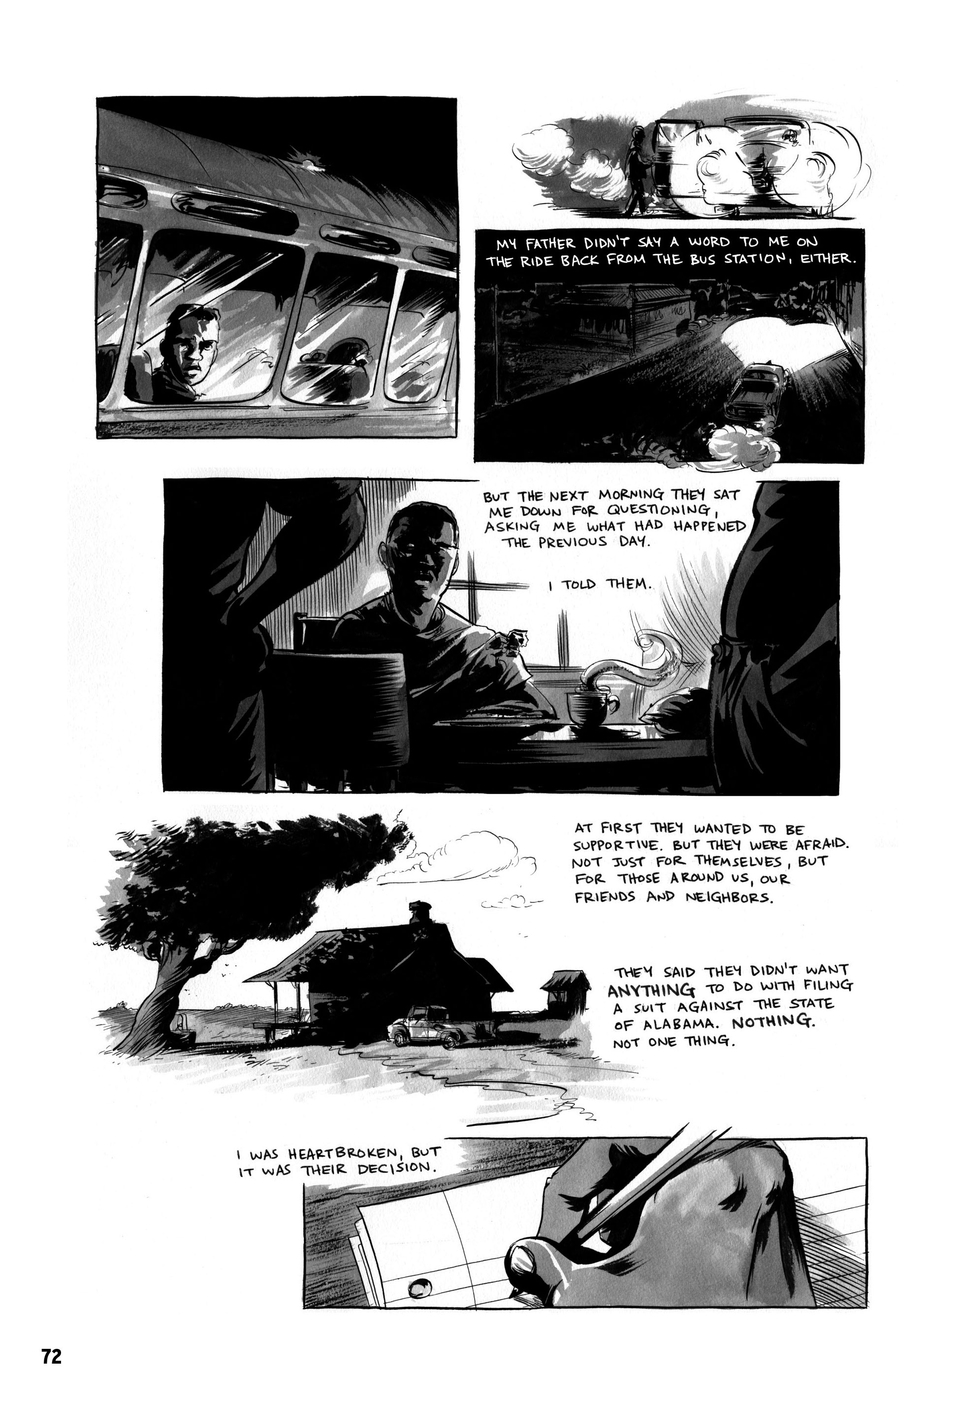 MY FATHER DIDN'T SAY A WORD TO ME ON
THE RIDE BACK FROM THE BUS STATION, EITHER.
BUT THE NEXT MORNING THEY SAT
ME DOWN FOR QUESTIONING,
ASKING ME WHAT HAD HAPPENED
THE PREVIOUS DAY.
I TOLD THEM.
AT FIRST THEY WANTED TO BE
SUPPORTIVE. BUT THEY WERE AFRAID.
NOT JUST FOR THEMSELVES, BUT
FOR THOSE AROUND US, OUR
FRIENDS AND NEIGHBORS.
THEY SAID THEY DIDN'T WANT
ANYTHING TO DO WITH FILING
A SUIT AGAINST THE STATE
OF ALABAMA. NOTHING.
NOT ONE THING.
I WAS HEARTBROKEN, BUT
IT WAS THEIR DECISION.
72